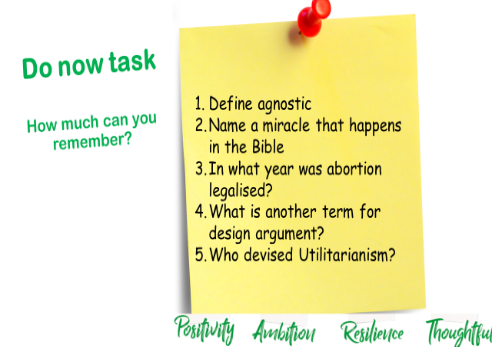 Do now task
How much can you
remember?
1. Define agnostic
2. Name a miracle that happens
in the Bible
3. In what year was abortion
legalised?
4. What is another term for
design argument?
5. Who devised Utilitarianism?
Positivity Ambition Resilience Thoughtful